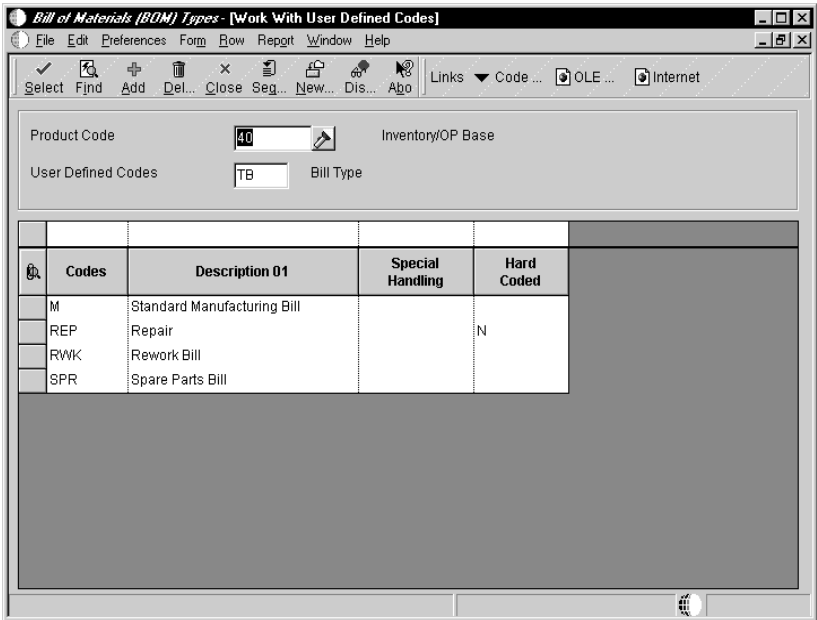 Bill of Materials (BOM) Types - [Work With User Defined Codes]
File Edit Preferences Form Row Report Window Help
Select Find Add Del... Close Seq... New... Dis... Abo Links Code ... OLE ... Internet
Product Code 40 Inventory/OP Base
User Defined Codes TB Bill Type
Codes Description 01 Special Handling Hard Coded
M Standard Manufacturing Bill
REP Repair N
RWK Rework Bill
SPR Spare Parts Bill